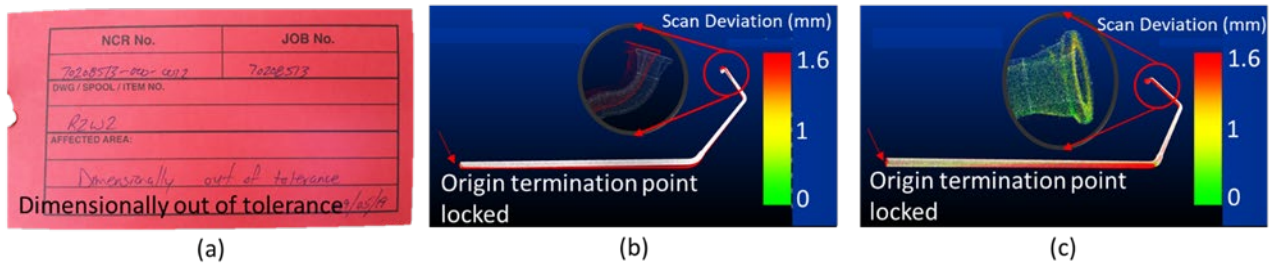 NCR No.
JOB No.
70208513
DWG / SPOOL / ITEM NO.
R2W2
AFFECTED AREA:
Dimensionally out of tolerance
Dimensionally out of tolerance
(a)
Scan Deviation (mm)
1.6
1
0
Origin termination point
locked
(b)
Scan Deviation (mm)
1.6
1
0
Origin termination point
locked
(c)